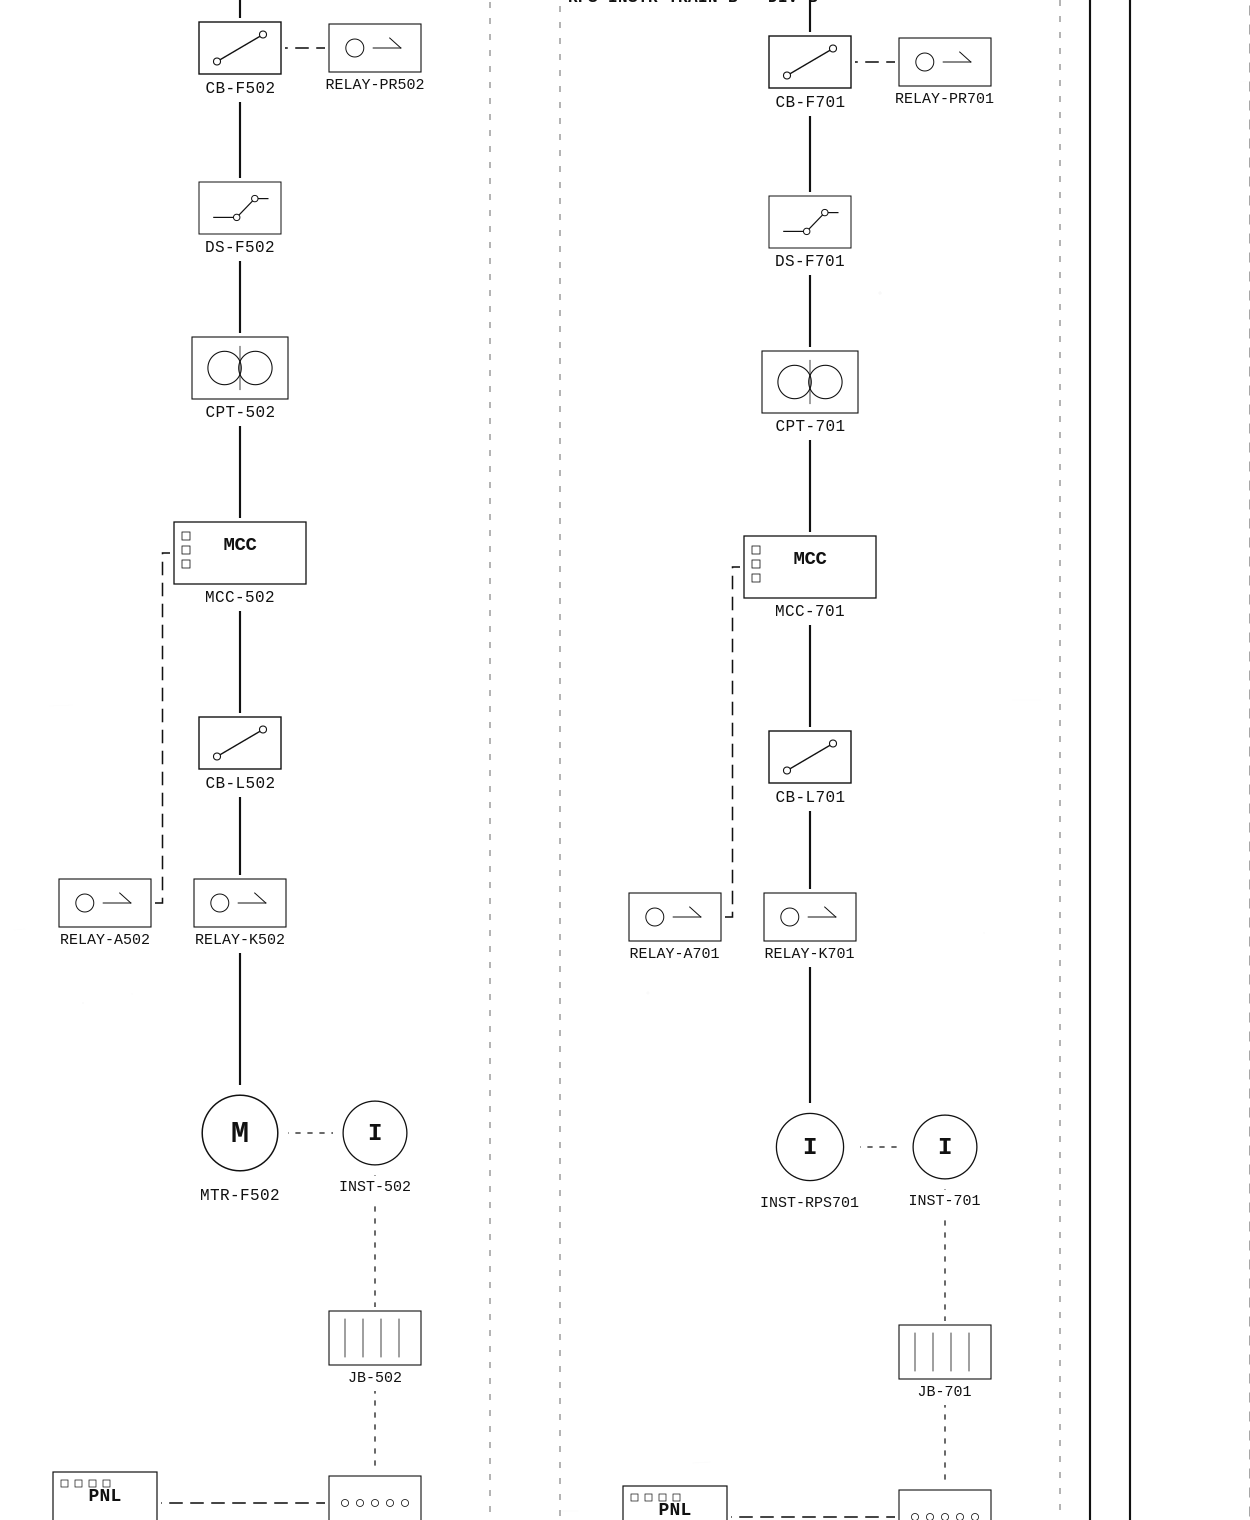 CB-F502
RELAY-PR502
DS-F502
CPT-502
MCC
MCC-502
CB-L502
RELAY-A502
RELAY-K502
M
MTR-F502
I
INST-502
JB-502
PNL
CB-F701
RELAY-PR701
DS-F701
CPT-701
MCC
MCC-701
CB-L701
RELAY-A701
RELAY-K701
I
INST-RPS701
I
INST-701
JB-701
PNL